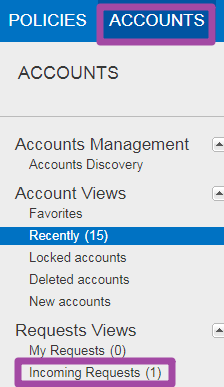 POLICIES ACCOUNTS
ACCOUNTS
Accounts Management
Accounts Discovery
Account Views
Favorites
Recently (15)
Locked accounts
Deleted accounts
New accounts
Requests Views
My Requests (0)
Incoming Requests (1)